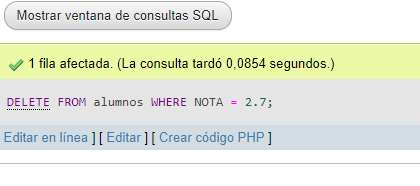 Mostrar ventana de consultas SQL
1 fila afectada. (La consulta tardó 0,0854 segundos.)
DELETE FROM alumnos WHERE NOTA = 2.7;
Editar en línea ] [ Editar ] [ Crear código PHP ]